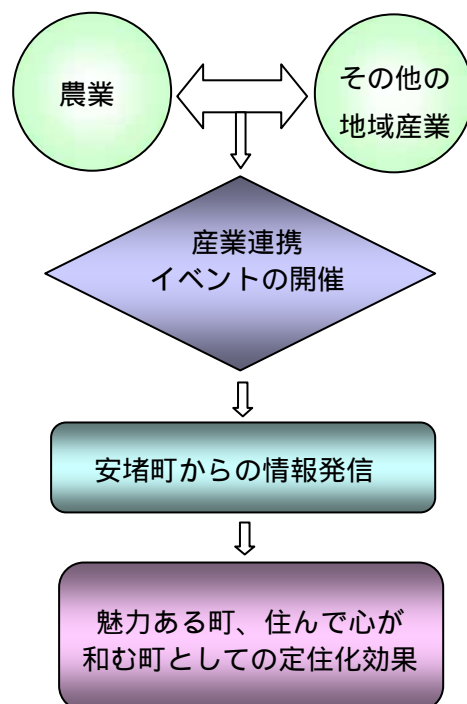 農業
その他の
地域産業
産業連携
イベントの開催
安堵町からの情報発信
魅力ある町、住んで心が
和む町としての定住化効果